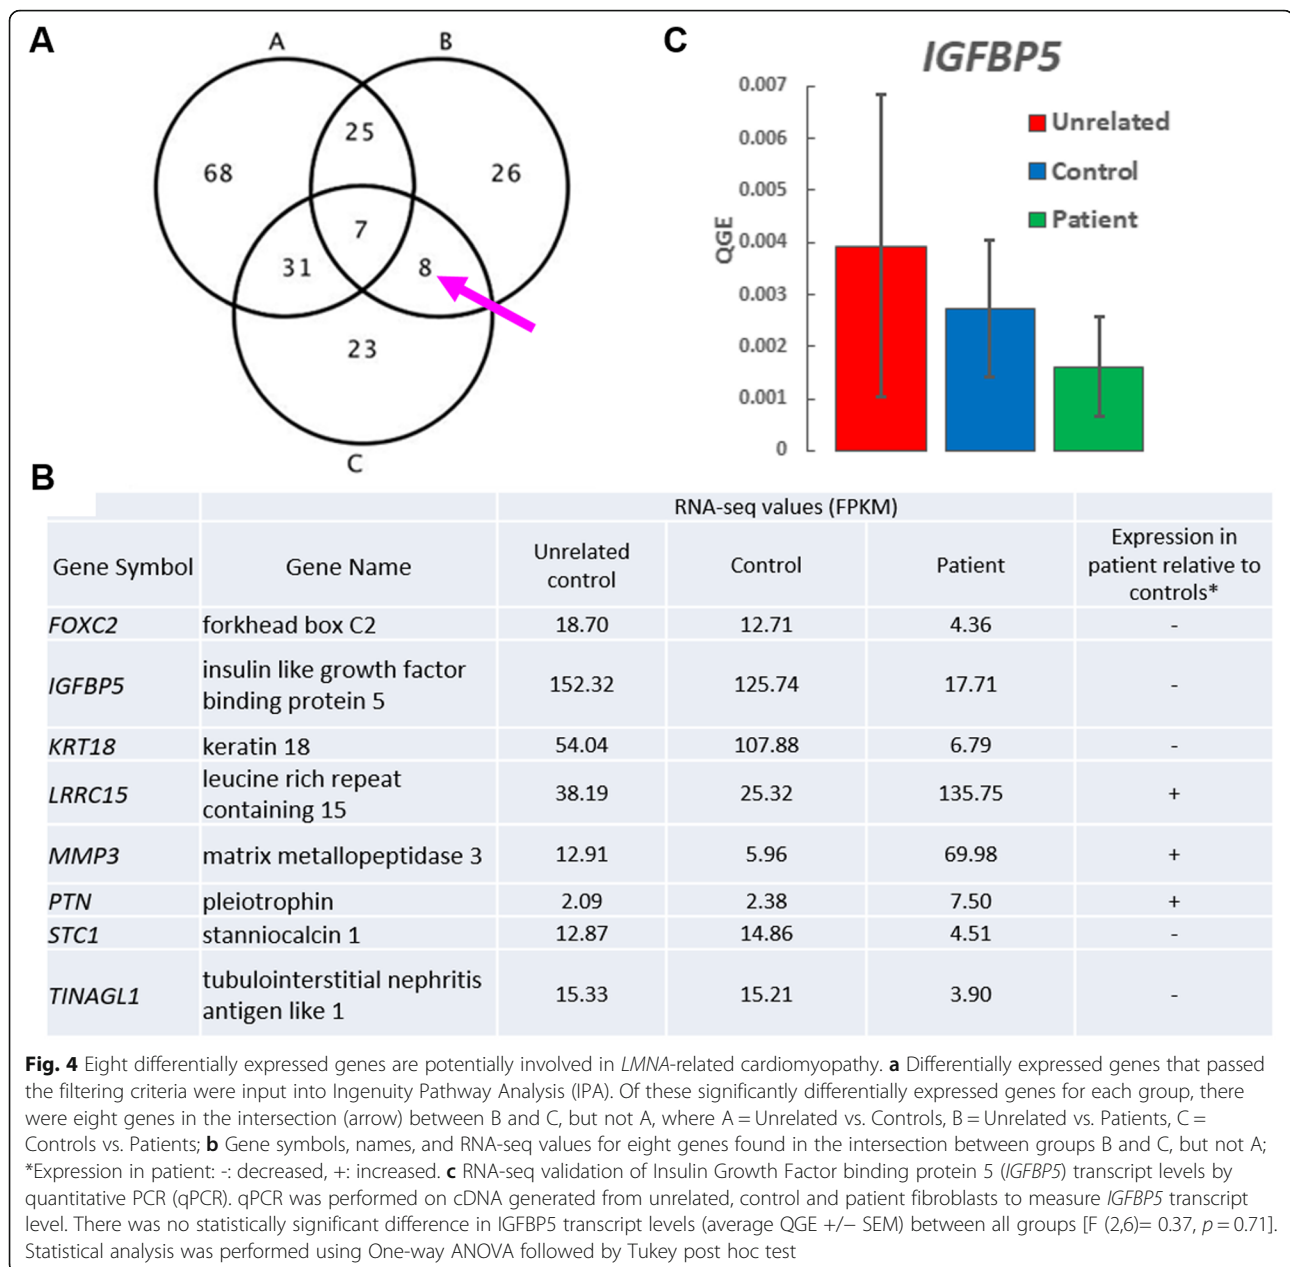 A
A
B
68
25
26
7
31
8
23
C
C
IGFBP5
0.007
0.006
0.005
0.004
0.003
0.002
0.001
0
QGE
Unrelated
Control
Patient
B
RNA-seq values (FPKM)
Gene Symbol Gene Name Unrelated control Control Patient Expression in patient relative to controls*
FOXC2 forkhead box C2 18.70 12.71 4.36 -
IGFBP5 insulin like growth factor binding protein 5 152.32 125.74 17.71 -
KRT18 keratin 18 54.04 107.88 6.79 -
LRRC15 leucine rich repeat containing 15 38.19 25.32 135.75 +
MMP3 matrix metallopeptidase 3 12.91 5.96 69.98 +
PTN pleiotrophin 2.09 2.38 7.50 +
STC1 stanniocalcin 1 12.87 14.86 4.51 -
TINAGL1 tubulointerstitial nephritis antigen like 1 15.33 15.21 3.90 -
Fig. 4 Eight differentially expressed genes are potentially involved in LMNA-related cardiomyopathy. a Differentially expressed genes that passed
the filtering criteria were input into Ingenuity Pathway Analysis (IPA). Of these significantly differentially expressed genes for each group, there
were eight genes in the intersection (arrow) between B and C, but not A, where A = Unrelated vs. Controls, B = Unrelated vs. Patients, C =
Controls vs. Patients; b Gene symbols, names, and RNA-seq values for eight genes found in the intersection between groups B and C, but not A;
*Expression in patient: -: decreased, +: increased. c RNA-seq validation of Insulin Growth Factor binding protein 5 (IGFBP5) transcript levels by
quantitative PCR (qPCR). qPCR was performed on cDNA generated from unrelated, control and patient fibroblasts to measure IGFBP5 transcript
level. There was no statistically significant difference in IGFBP5 transcript levels (average QGE +/− SEM) between all groups [F (2,6)= 0.37, p = 0.71].
Statistical analysis was performed using One-way ANOVA followed by Tukey post hoc test